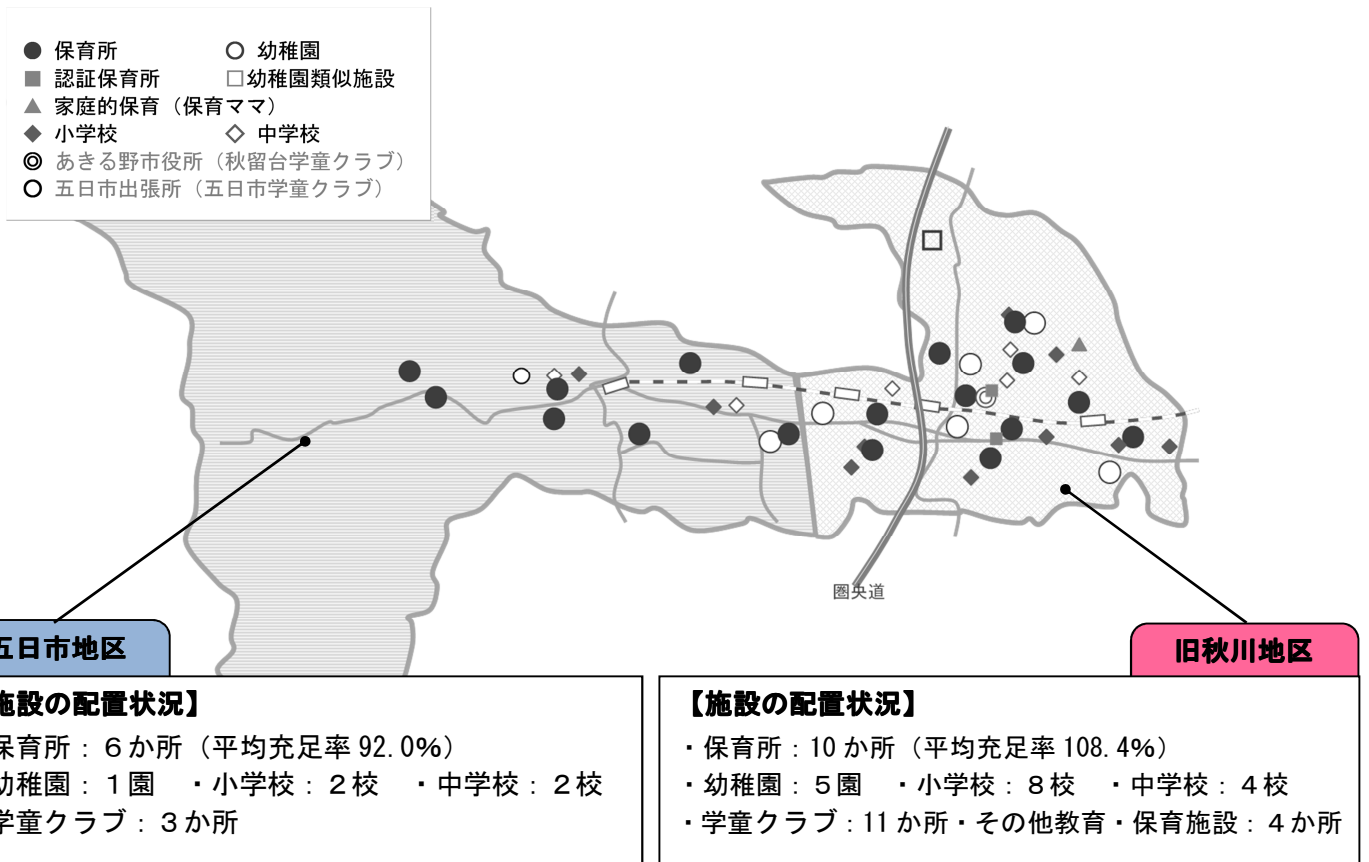 ● 保育所 ○ 幼稚園
■ 認証保育所 □幼稚園類似施設
▲ 家庭的保育（保育ママ）
◆ 小学校 ◇ 中学校
◎ あきる野市役所（秋留台学童クラブ）
○ 五日市出張所（五日市学童クラブ）
圏央道
五日市地区
施設の配置状況】
保育所：６か所（平均充足率 92.0%）
幼稚園：１園 ・小学校：２校 ・中学校：２校
学童クラブ：３か所
旧秋川地区
【施設の配置状況】
・保育所：10 か所（平均充足率 108.4%）
・幼稚園：５園 ・小学校：８校 ・中学校：４校
・学童クラブ：11 か所・その他教育・保育施設：４か所